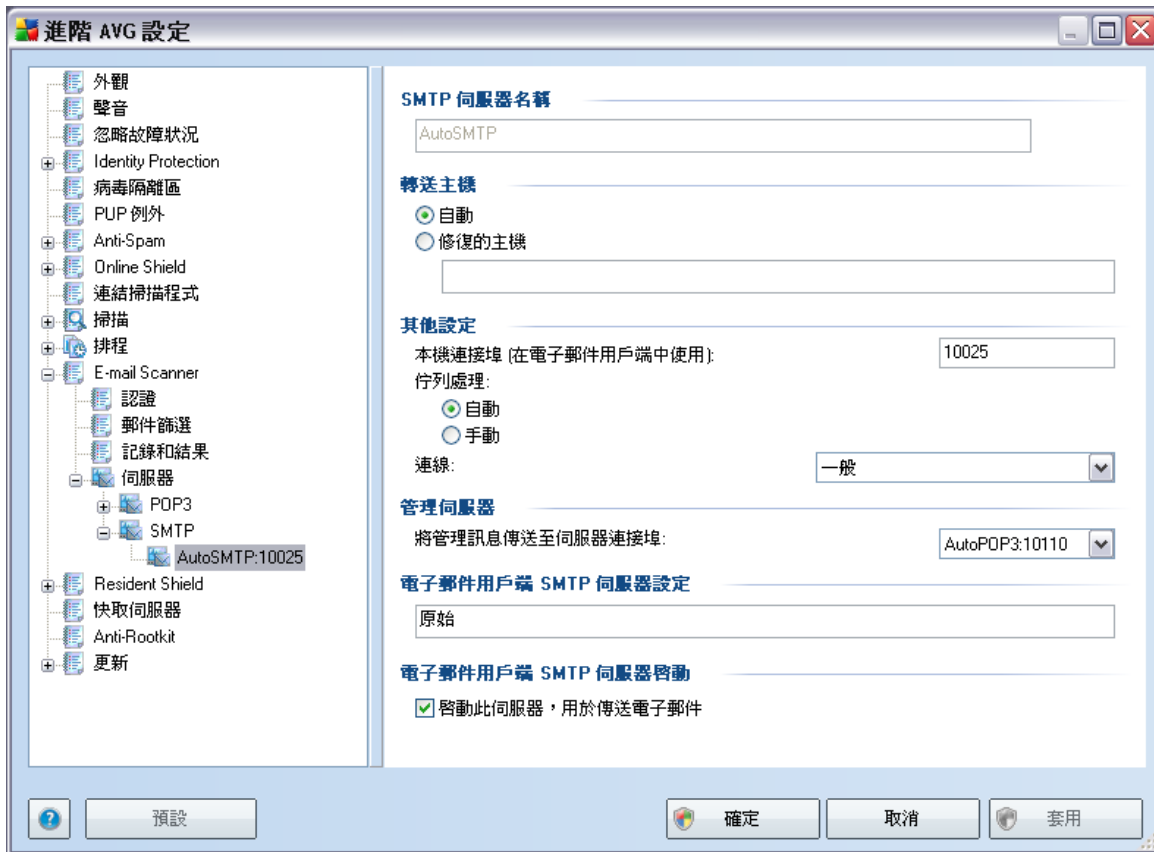 進階 AVG 設定
外觀
聲音
忽略故障狀況
Identity Protection
病毒隔離區
PUP 例外
Anti-Spam
Online Shield
連結掃描程式
掃描
排程
E-mail Scanner
認證
郵件篩選
記錄和結果
伺服器
POP3
SMTP
AutoSMTP:10025
Resident Shield
快取伺服器
Anti-Rootkit
更新
SMTP 伺服器名稱
AutoSMTP
轉送主機
自動
修復的主機
其他設定
本機連接埠 (在電子郵件用戶端中使用):
10025
佇列處理:
自動
手動
連線:
一般
管理伺服器
將管理訊息傳送至伺服器連接埠:
AutoPOP3:10110
電子郵件用戶端 SMTP 伺服器設定
原始
電子郵件用戶端 SMTP 伺服器啓動
啓動此伺服器，用於傳送電子郵件
預設
確定
取消
套用